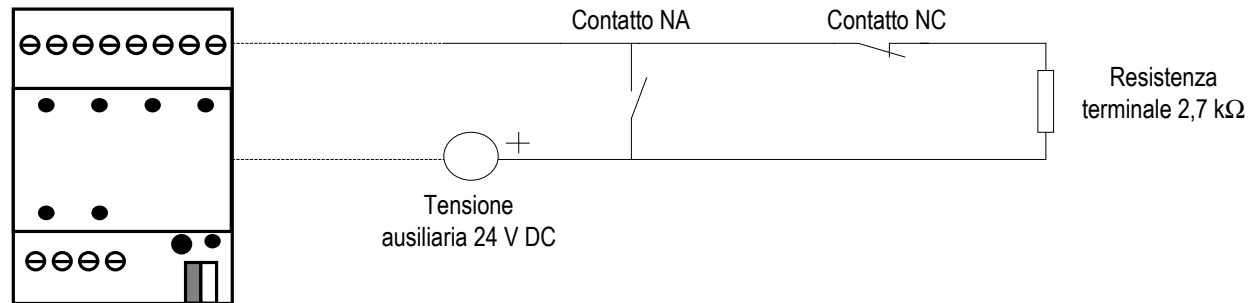 Contatto NA
Contatto NC
Resistenza
terminale 2,7 kΩ
+
Tensione
ausiliaria 24 V DC